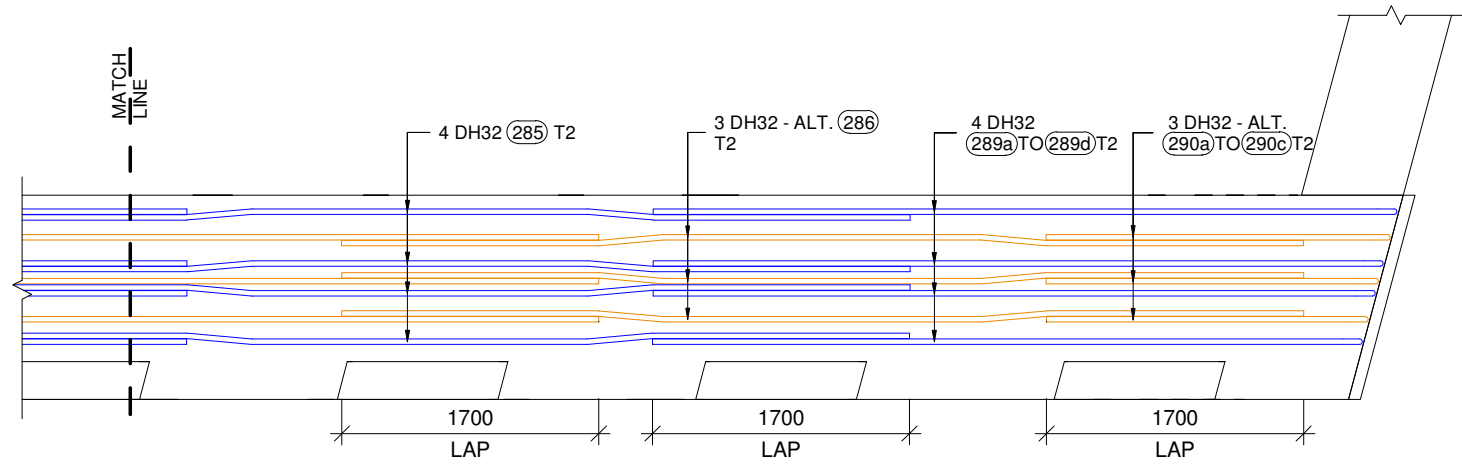 MATCH
LINE
4 DH32 285 T2
3 DH32 - ALT. 286
T2
4 DH32
289a TO 289d T2
3 DH32 - ALT.
290a TO 290c T2
1700
LAP
1700
LAP
1700
LAP